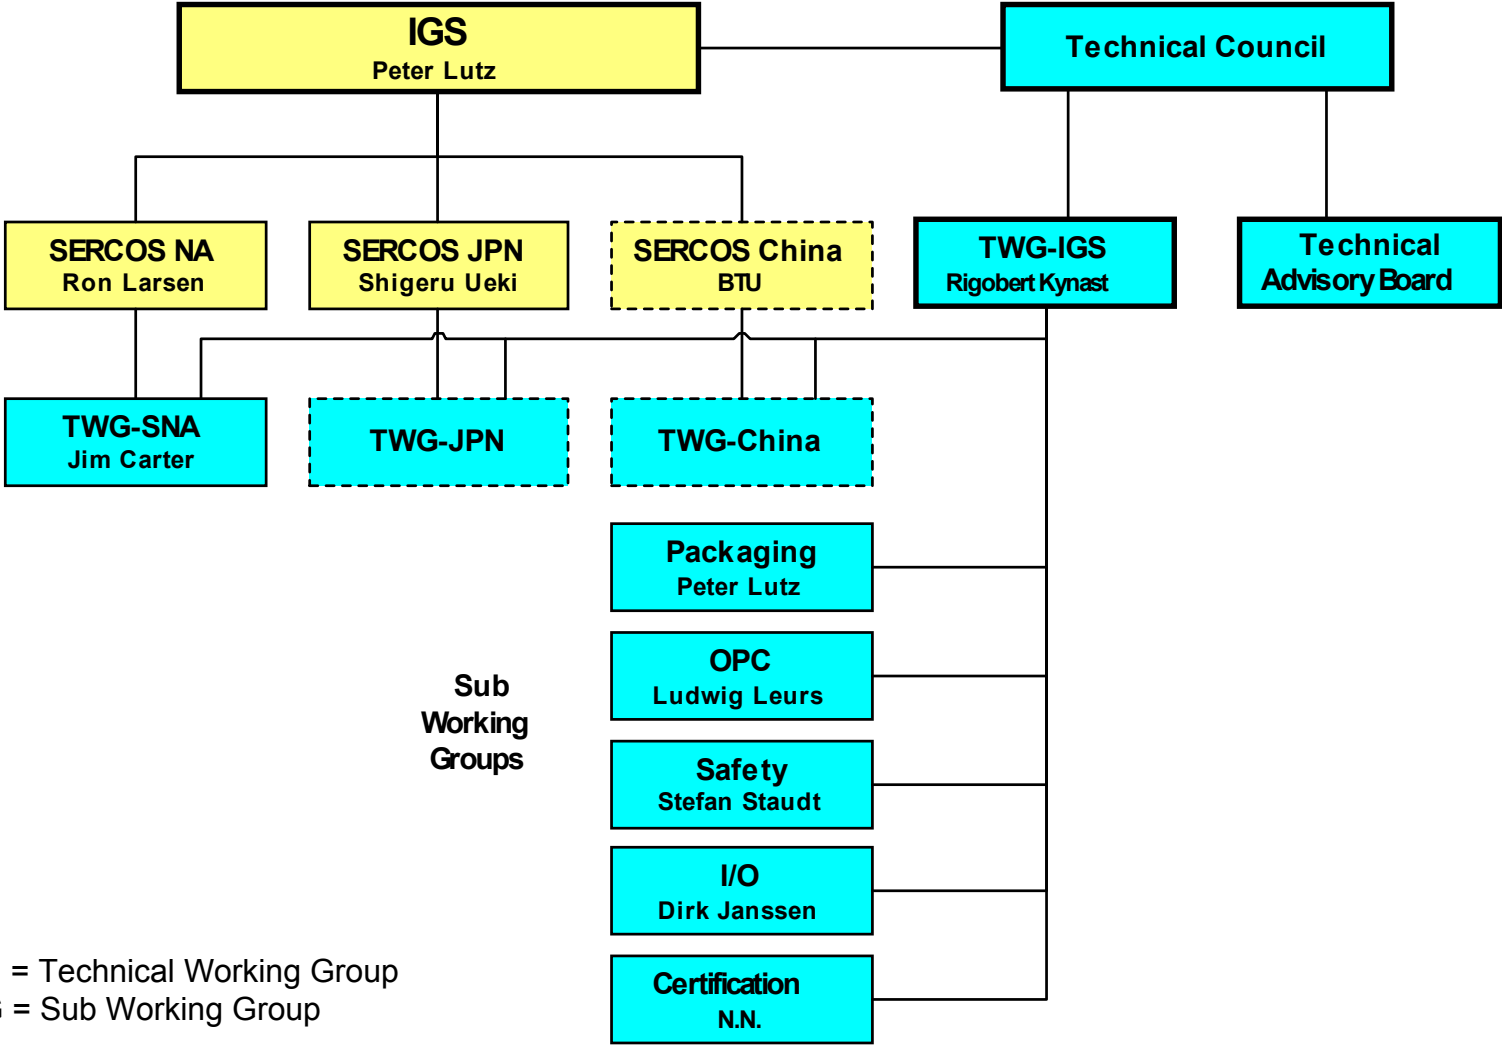 IGS
Peter Lutz
Technical Council
SERCOS NA
Ron Larsen
SERCOS JPN
Shigeru Ueki
SERCOS China
BTU
TWG-IGS
Rigobert Kynast
Technical
Advisory Board
TWG-SNA
Jim Carter
TWG-JPN
TWG-China
Packaging
Peter Lutz
OPC
Ludwig Leurs
Sub
Working
Groups
Safety
Stefan Staudt
I/O
Dirk Janssen
Certification
N.N.
= Technical Working Group
= Sub Working Group